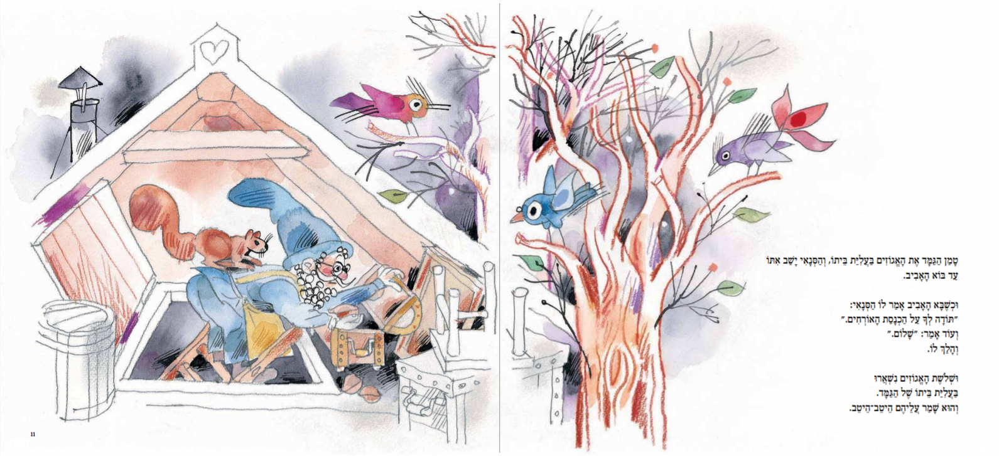 טָמַן הַגַּמָּד אֶת הָאֱגוֹזִים בַּעֲלִיַּת בֵּיתוֹ, וְהַסְּנָאִי יָשַׁב אִתּוֹ
עַד בּוֹא הָאָבִיב.
וּכְשֶׁבָּא הָאָבִיב אָמַר לוֹ הַסְּנָאִי:
״תּוֹדָה לְךָ עַל הַכְנָסַת הָאוֹרְחִים.״
וְעוֹד אָמַר: ״שָׁלוֹם.״
וְהָלַךְ לוֹ.
וּשְׁלֹשֶׁת הָאֱגוֹזִים נִשְׁאֲרוּ
בַּעֲלִיַּת בֵּיתוֹ שֶׁל הַגַּמָּד.
וְהוּא שָׁמַר עֲלֵיהֶם הֵיטֵב־הֵיטֵב.
11